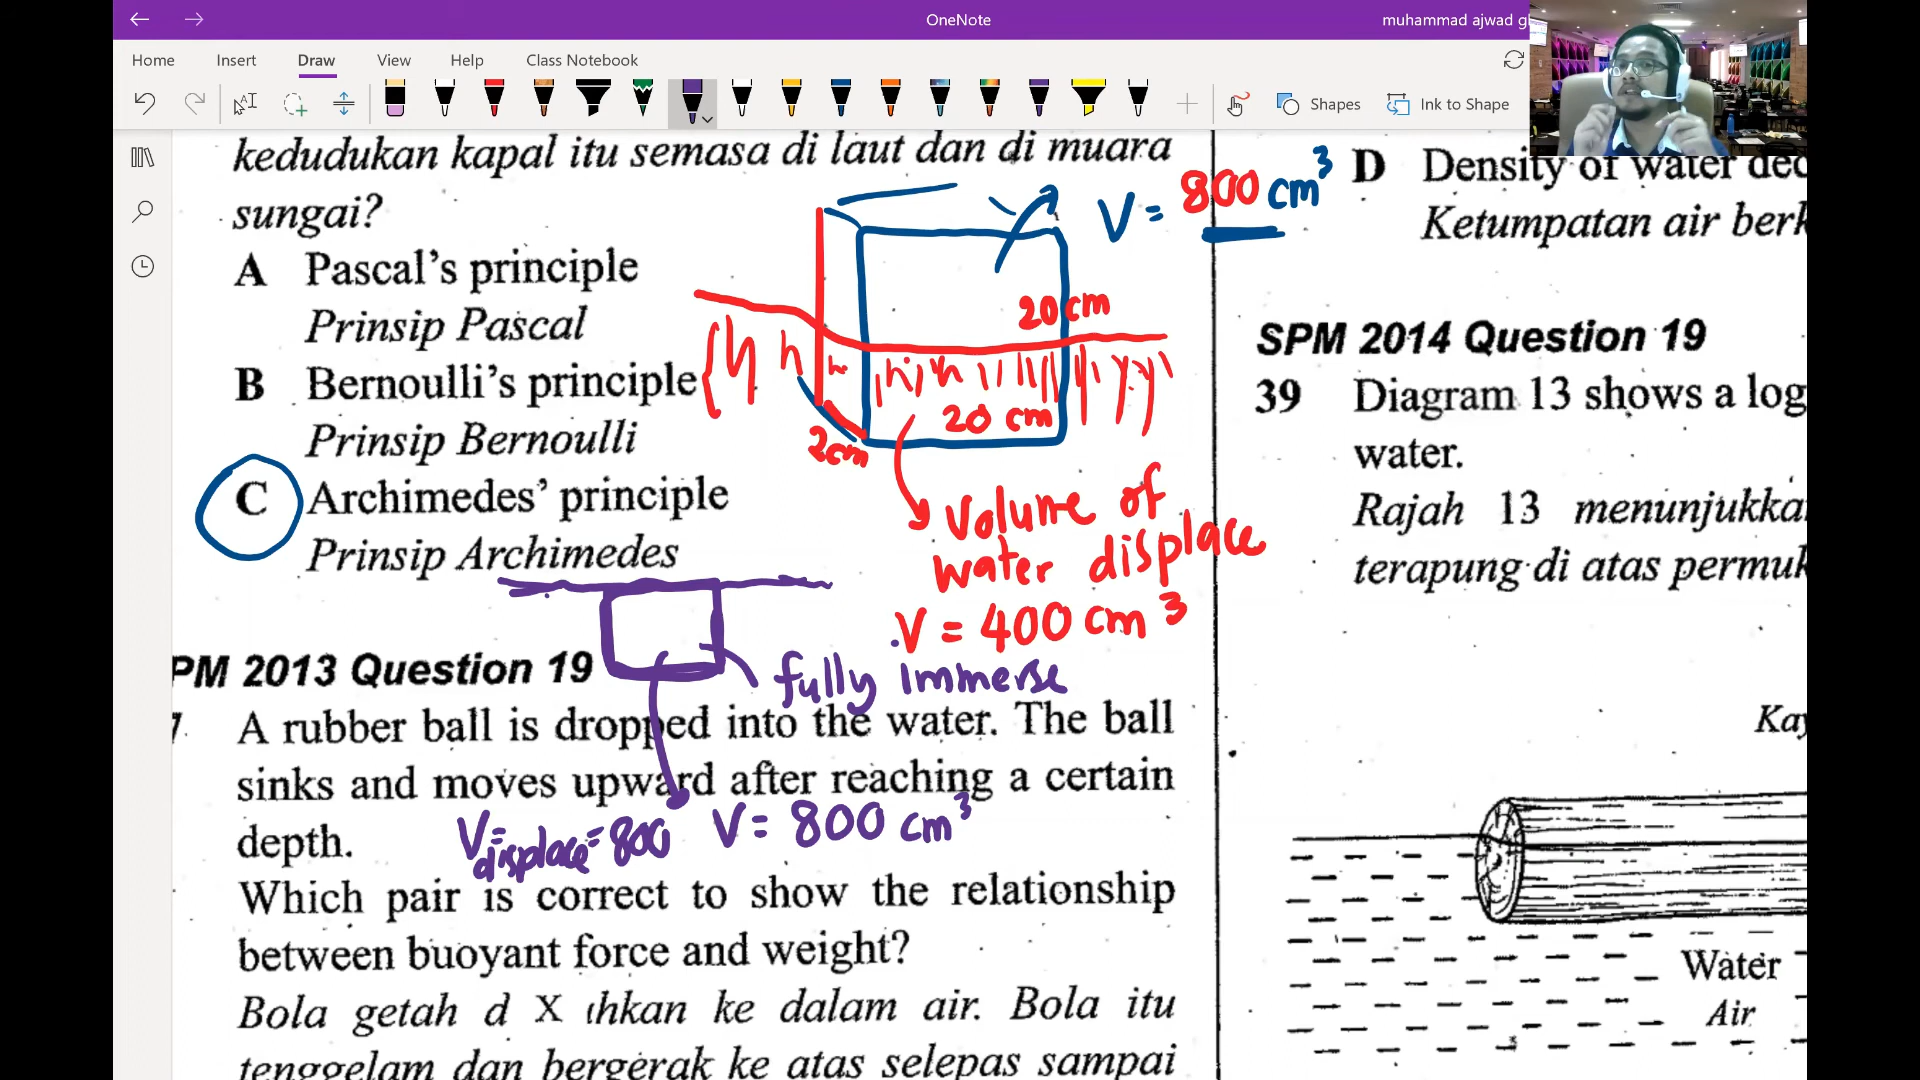 OneNote
muhammad ajwad
Home Insert Draw View Help Class Notebook
Shapes Ink to Shape
kedudukan kapal itu semasa di laut dan di muara
sungai?
A Pascal's principle
Prinsip Pascal
B Bernoulli's principle
Prinsip Bernoulli
C Archimedes' principle
Prinsip Archimedes
V = 800 cm³
20 cm
20 cm
2cm
Volume of
water displace
V = 400 cm³
fully immerse
PM 2013 Question 19
A rubber ball is dropped into the water. The ball
sinks and moves upward after reaching a certain
depth.
V displace = 800 V = 800 cm³
Which pair is correct to show the relationship
between buoyant force and weight?
Bola getah d X ihkan ke dalam air. Bola itu
tenggelam dan bergerak ke atas selepas sampai
D Density of water dec
Ketumpatan air berk
SPM 2014 Question 19
39 Diagram 13 shows a log
water.
Rajah 13 menunjukka
terapung di atas permuk
Kay
Water
Air